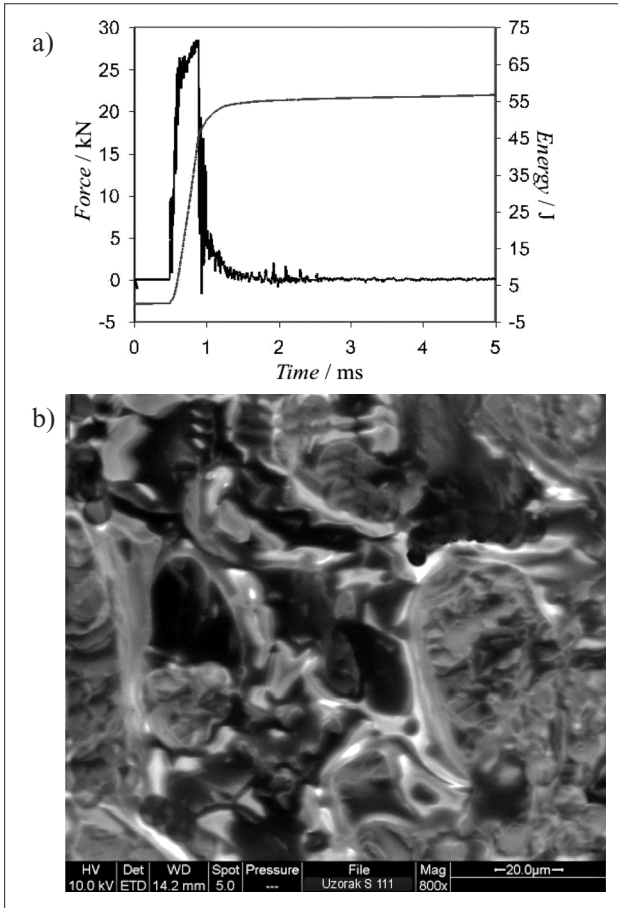 a)
30
25
20
15
10
5
0
-5
Force / kN
75
65
55
45
35
25
15
5
-5
Energy / J
0 1 2 3 4 5
Time / ms
b)
HV Det WD Spot Pressure File Mag 20.0µm
10.0 kV ETD 14.2 mm 5.0 --- Uzorak S 111 800x